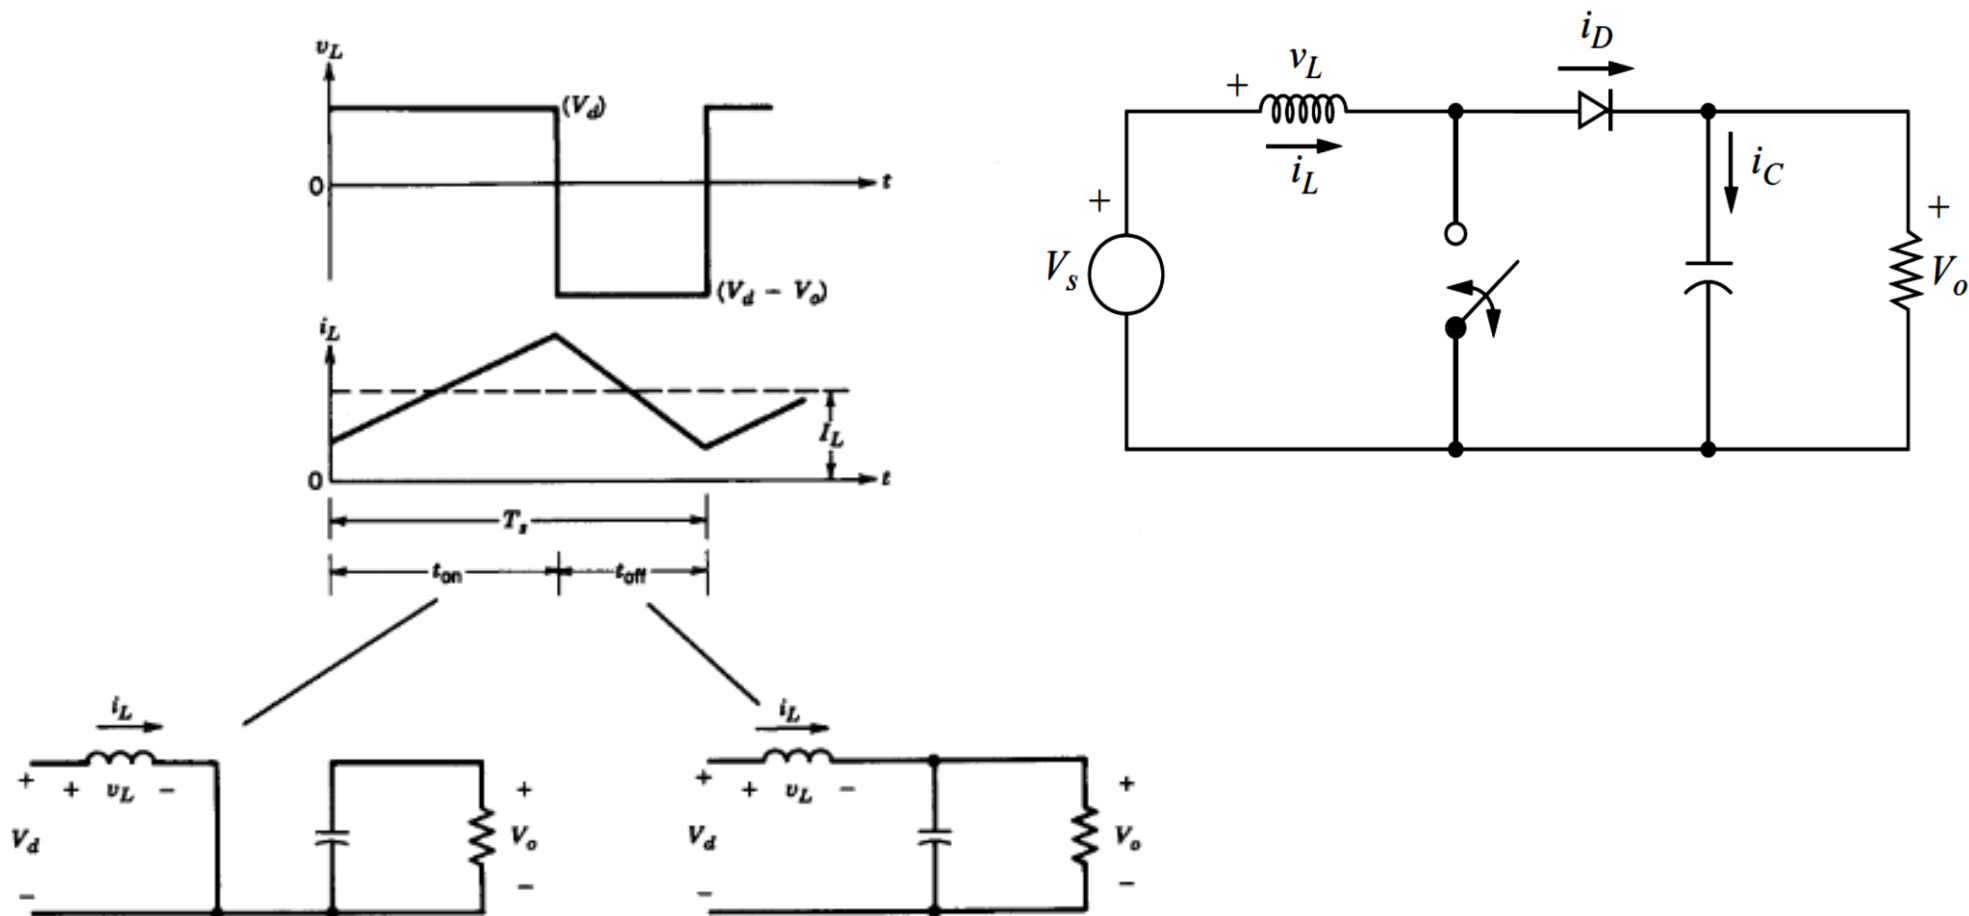 v_L
(V_d)
0
t
(V_d − V_o)
i_L
I_L
0
t
T_s
t_on
t_off
i_L
+
+ v_L −
V_d
−
+
V_o
−
i_L
+
+ v_L −
V_d
−
+
V_o
−
i_D
v_L
+
i_L
i_C
+
V_s
+
V_o